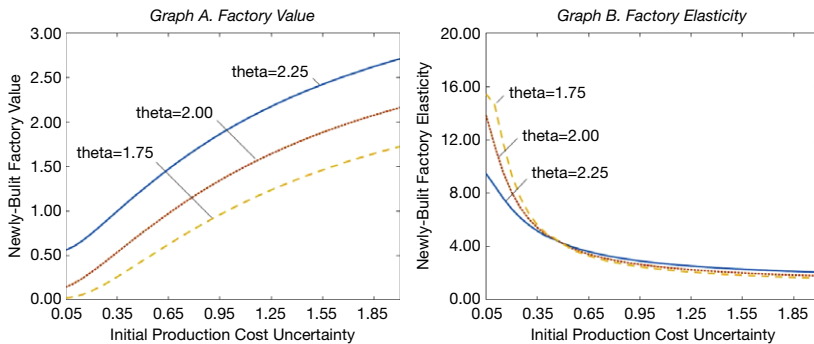 Graph A. Factory Value
3.00
2.50
2.00
1.50
1.00
0.50
0.00
0.05 0.35 0.65 0.95 1.25 1.55 1.85
Initial Production Cost Uncertainty
Newly-Bulit Factory Value
theta=2.25
theta=2.00
theta=1.75
Graph B. Factory Elasticity
20.00
16.00
12.00
8.00
4.00
0.00
0.05 0.35 0.65 0.95 1.25 1.55 1.85
Initial Production Cost Uncertainty
Newly-Bulit Factory Elasticity
theta=1.75
theta=2.00
theta=2.25